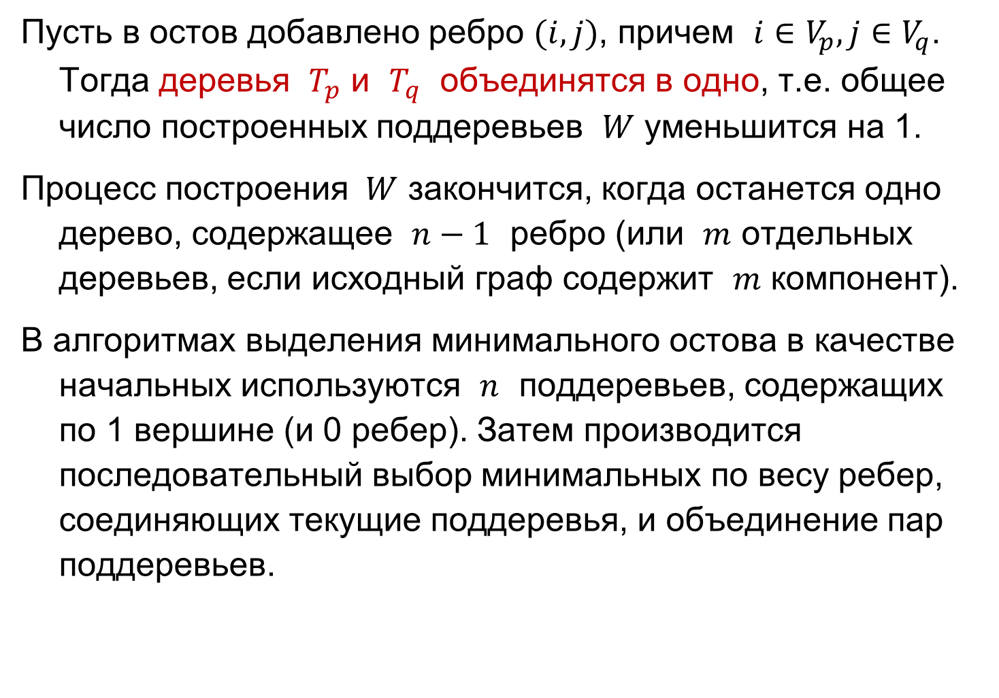 Пусть в остов добавлено ребро (i, j), причем i ∈ V_p, j ∈ V_q.
Тогда деревья T_p и T_q объединятся в одно, т.е. общее
число построенных поддеревьев W уменьшится на 1.
Процесс построения W закончится, когда останется одно
дерево, содержащее n − 1 ребро (или m отдельных
деревьев, если исходный граф содержит m компонент).
В алгоритмах выделения минимального остова в качестве
начальных используются n поддеревьев, содержащих
по 1 вершине (и 0 ребер). Затем производится
последовательный выбор минимальных по весу ребер,
соединяющих текущие поддеревья, и объединение пар
поддеревьев.